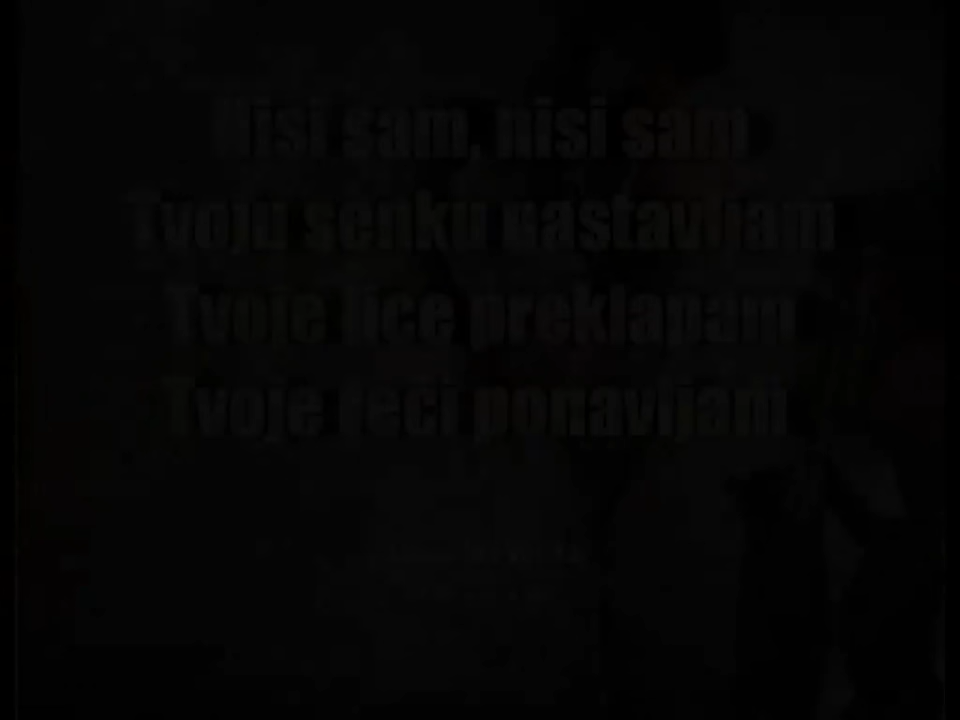 Nisi sam, nisi sam
Tvoju senku nastavljam
Tvoje lice preklapam
Tvoje reči ponavljam